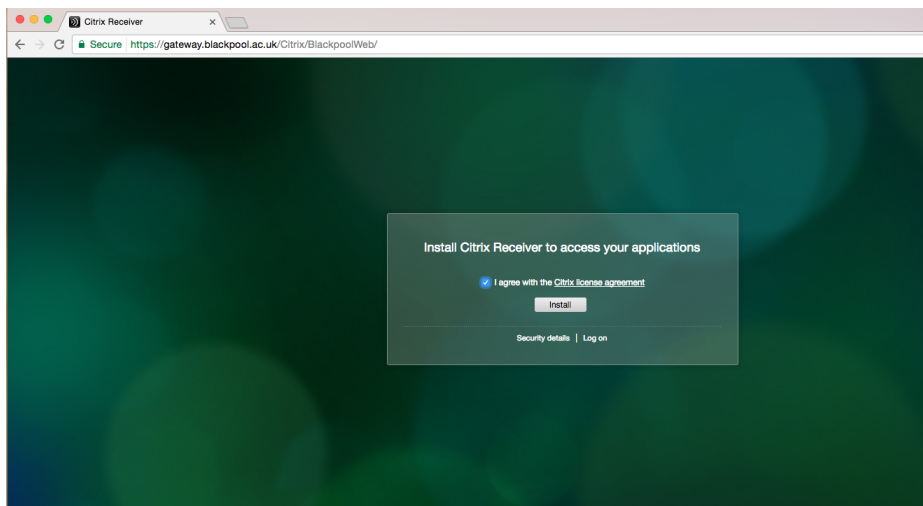 Citrix Receiver
Secure https://gateway.blackpool.ac.uk/Citrix/BlackpoolWeb/
Install Citrix Receiver to access your applications
I agree with the Citrix license agreement
Install
Security details | Log on